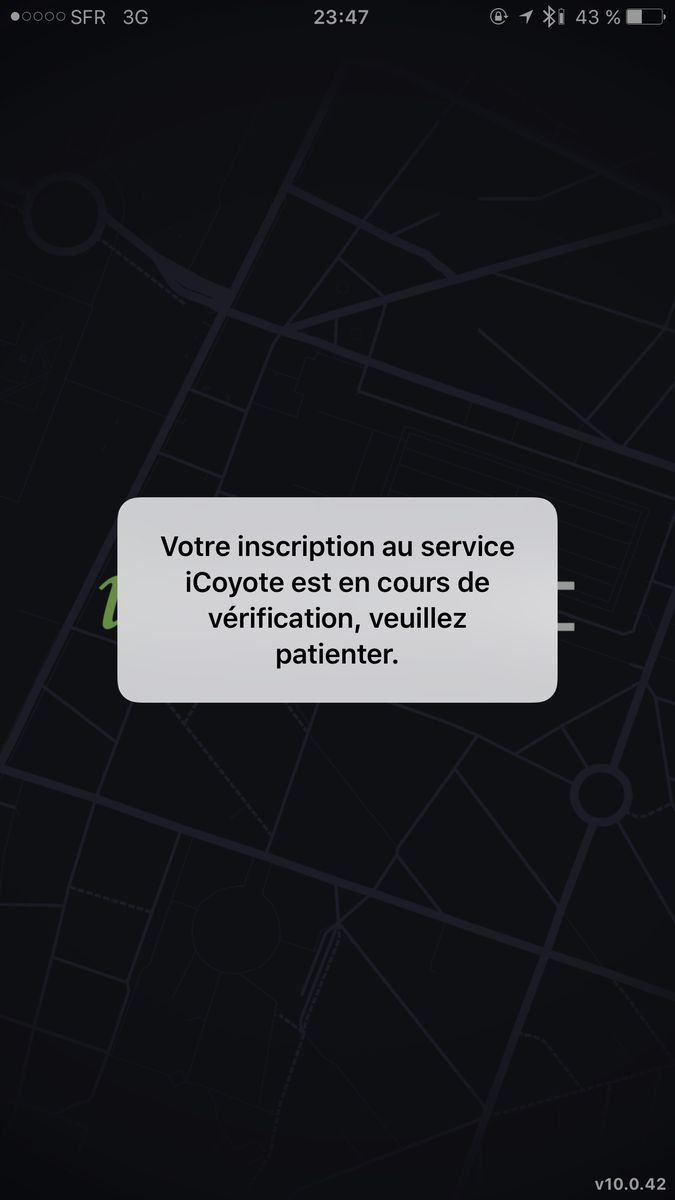 SFR 3G 23:47 43 %
Votre inscription au service
iCoyote est en cours de
vérification, veuillez
patienter.
v10.0.42